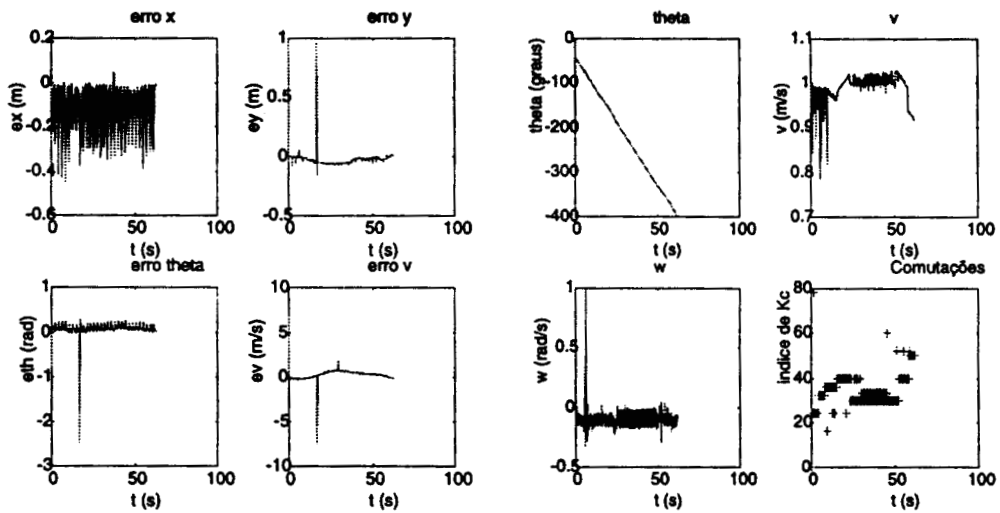 erro x
0.2
0
-0.2
-0.4
-0.6
0
50
100
ex (m)
t (s)
erro y
1
0.5
0
-0.5
0
50
100
ey (m)
t (s)
theta
0
-100
-200
-300
-400
0
50
100
theta (graus)
t (s)
v
1.1
1
0.9
0.8
0.7
0
50
100
v (m/s)
t (s)
erro theta
1
0
-1
-2
-3
0
50
100
eth (rad)
t (s)
erro v
10
5
0
-5
-10
0
50
100
ev (m/s)
t (s)
w
1
0.5
0
-0.5
0
50
100
w (rad/s)
t (s)
Comutações
80
60
40
20
0
0
50
100
índice de Kc
t (s)